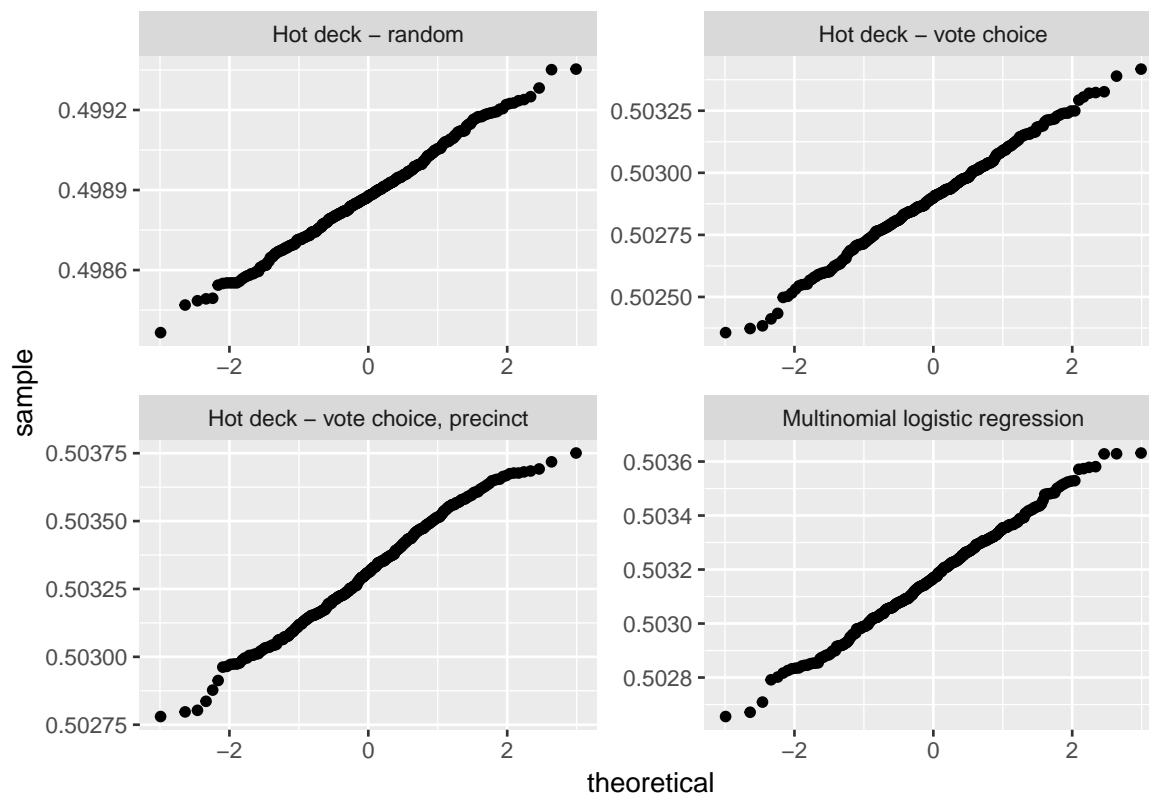 Hot deck − random
Hot deck − vote choice
0.4992
0.4989
0.4986
0.50325
0.50300
0.50275
0.50250
−2 0 2
−2 0 2
sample
Hot deck − vote choice, precinct
Multinomial logistic regression
0.50375
0.50350
0.50325
0.50300
0.50275
0.5036
0.5034
0.5032
0.5030
0.5028
−2 0 2
−2 0 2
theoretical